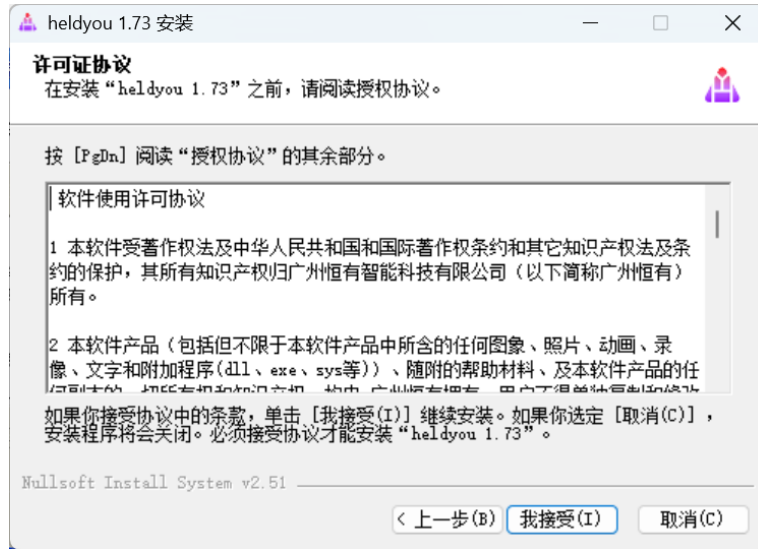 heldyou 1.73 安装
许可证协议
在安装“heldyou 1.73”之前，请阅读授权协议。
按 [PgDn] 阅读“授权协议”的其余部分。
软件使用许可协议
1 本软件受著作权法及中华人民共和国和国际著作权条约和其它知识产权法及条
约的保护，其所有知识产权归广州恒有智能科技有限公司（以下简称广州恒有）
所有。
2 本软件产品（包括但不限于本软件产品中所含的任何图象、照片、动画、录
像、文字和附加程序(dll、exe、sys等)）、随附的帮助材料、及本软件产品的任
如果你接受协议中的条款，单击 [我接受(I)] 继续安装。如果你选定 [取消(C)] ，
安装程序将会关闭。必须接受协议才能安装“heldyou 1.73”。
Nullsoft Install System v2.51
< 上一步(B)
我接受(I)
取消(C)